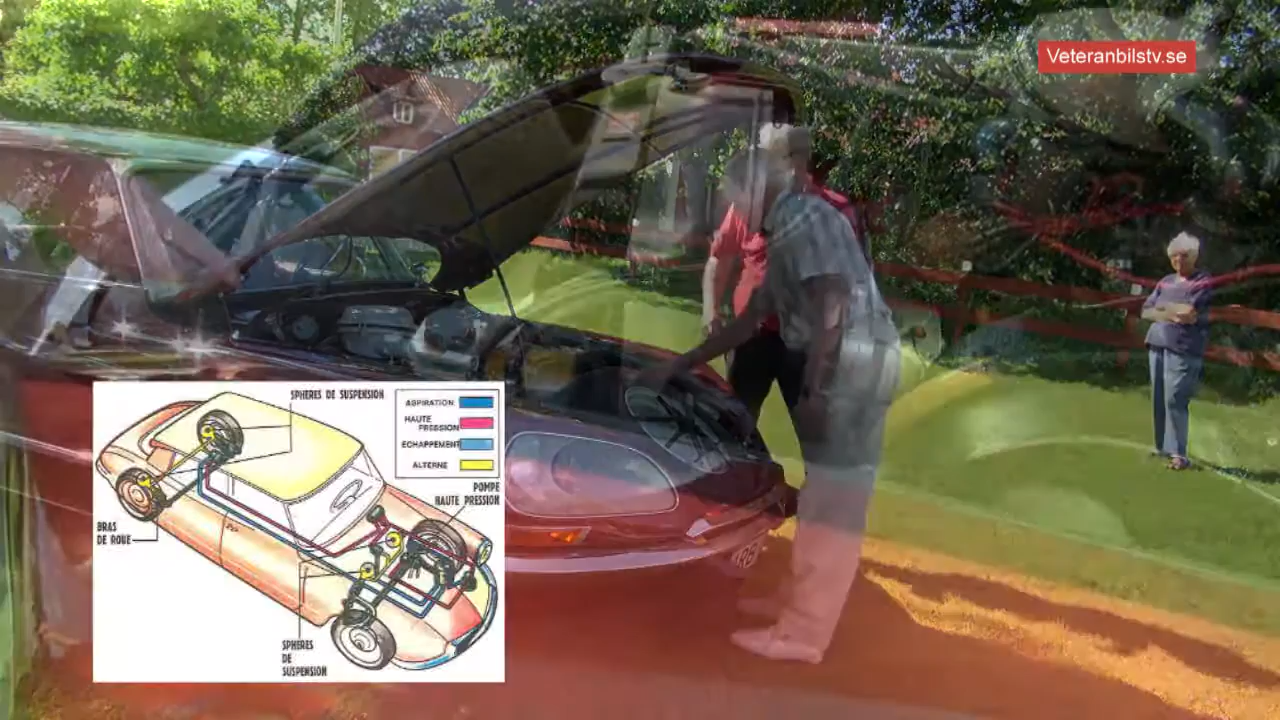 Veteranbilstv.se
SPHERES DE SUSPENSION
ASPIRATION
HAUTE
PRESSION
ECHAPPEMENT
ALTERNE
POMPE
HAUTE PRESSION
BRAS
DE ROUE
SPHERES
DE
SUSPENSION